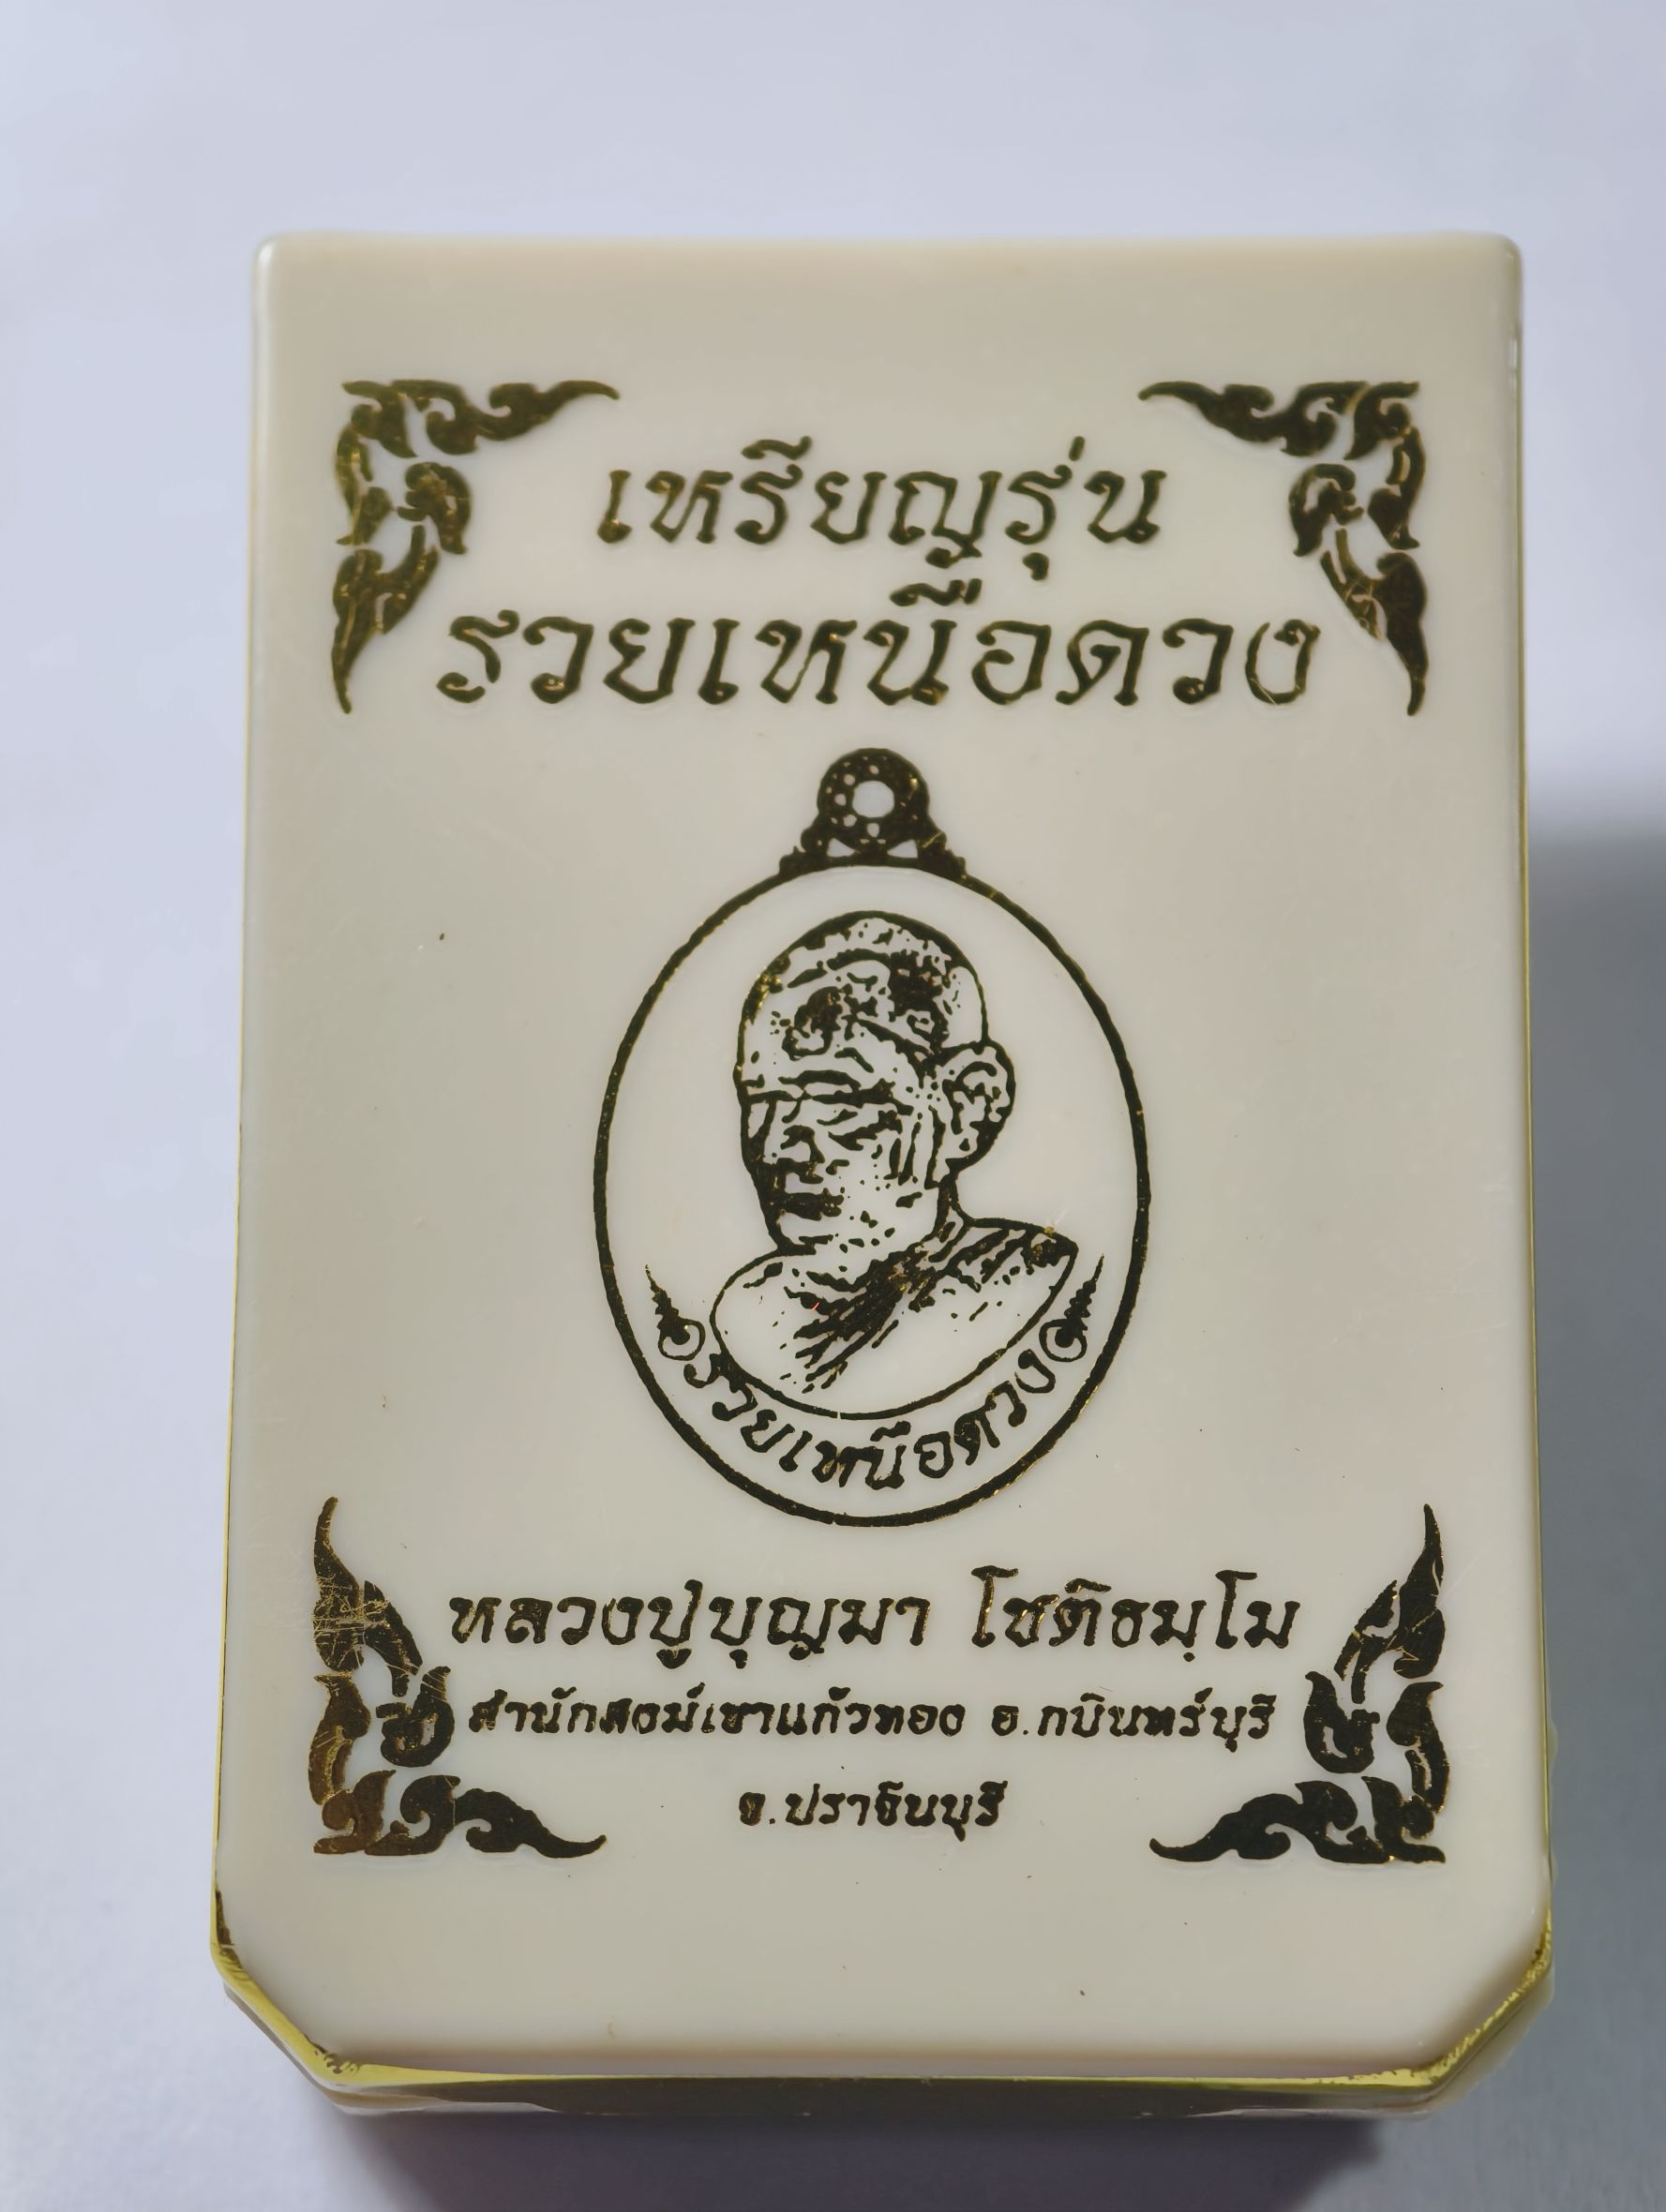 เหรียญรุ่น
รวยเหนือดวง
รวยเหนือดวง
หลวงปู่บุญมา โชติธมฺโม
สำนักสงฆ์เขาแก้วทอง อ.กบินทร์บุรี
จ.ปราจีนบุรี